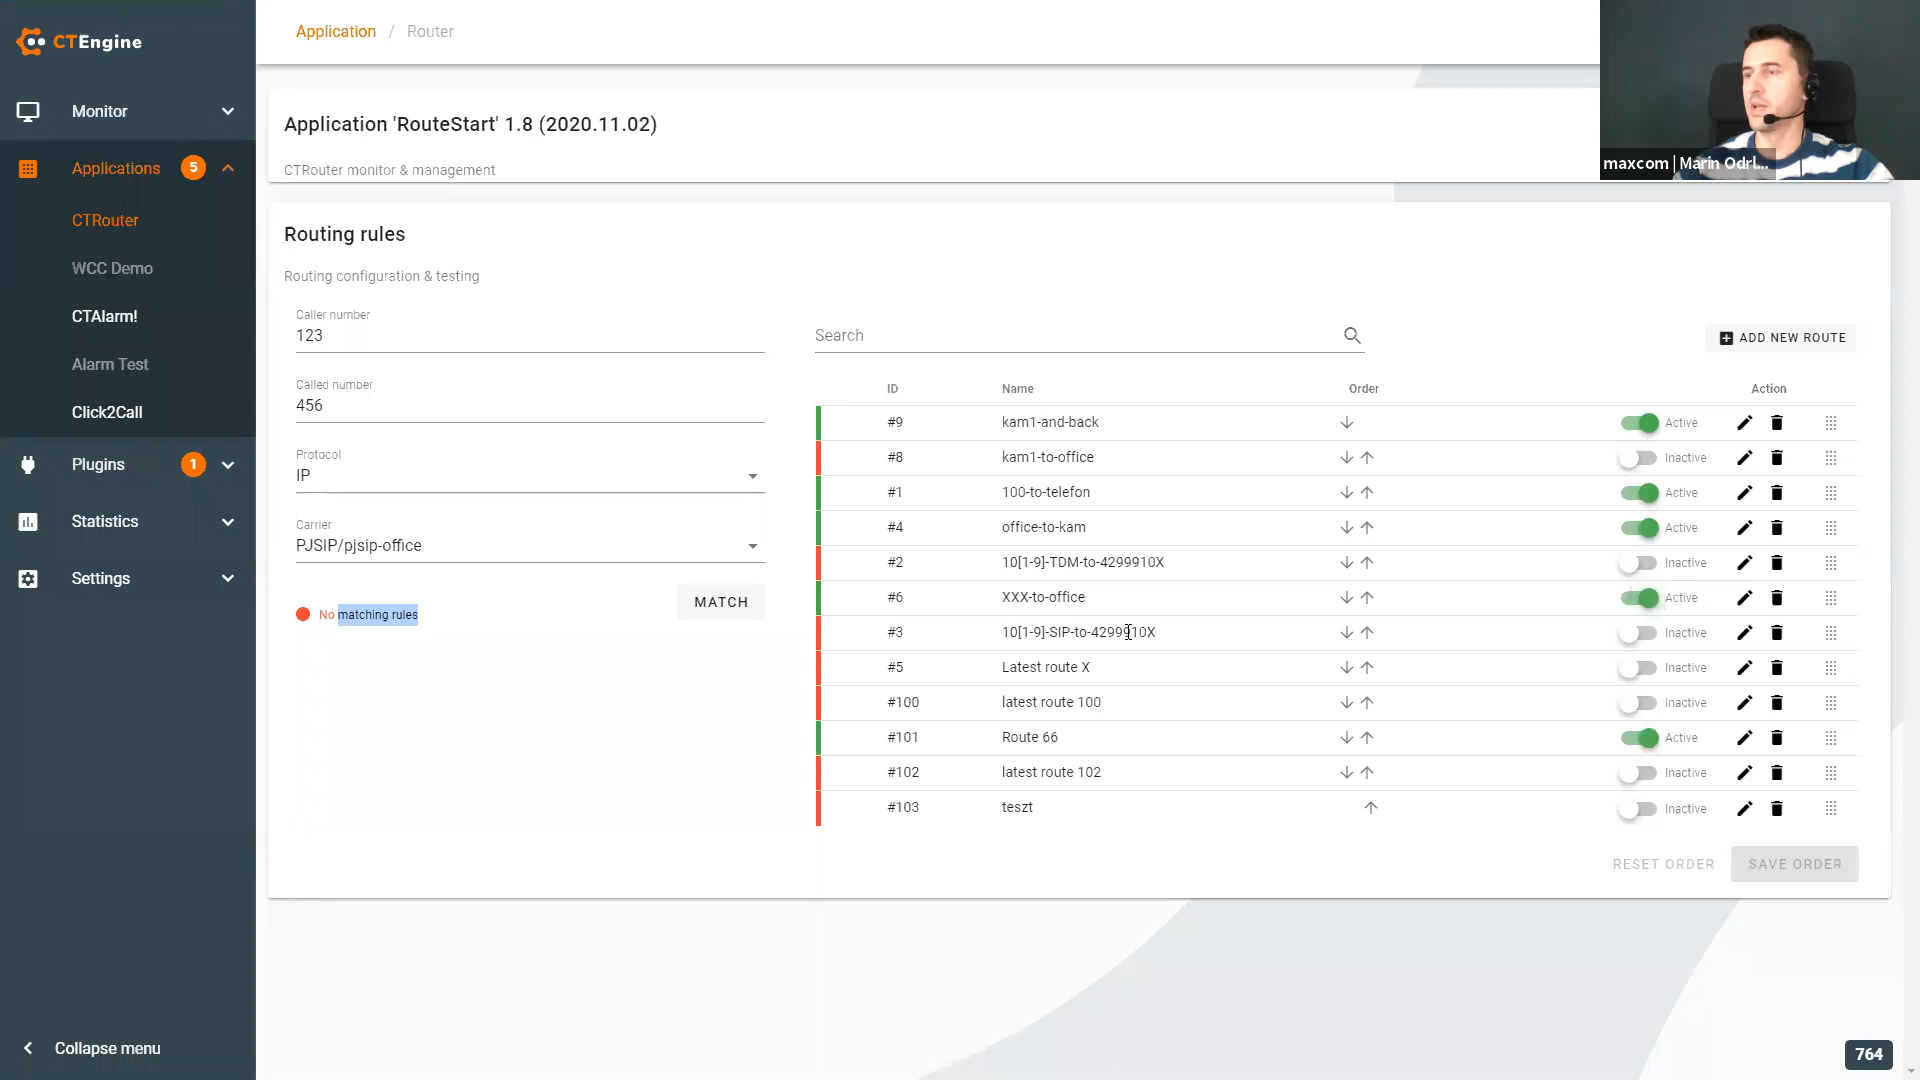 CTEngine
Application / Router
Monitor
Application 'RouteStart' 1.8 (2020.11.02)
CTRouter monitor & management
maxcom | Marin Odrl...
Applications 5
CTRouter
WCC Demo
CTAlarm!
Alarm Test
Click2Call
Plugins 1
Statistics
Settings
Collapse menu
Routing rules
Routing configuration & testing
Caller number
123
Called number
456
Protocol
IP
Carrier
PJSIP/pjsip-office
No matching rules
MATCH
Search
ADD NEW ROUTE
ID Name Order Action
#9 kam1-and-back Active
#8 kam1-to-office Inactive
#1 100-to-telefon Active
#4 office-to-kam Active
#2 10[1-9]-TDM-to-4299910X Inactive
#6 XXX-to-office Active
#3 10[1-9]-SIP-to-4299910X Inactive
#5 Latest route X Inactive
#100 latest route 100 Inactive
#101 Route 66 Active
#102 latest route 102 Inactive
#103 teszt Inactive
RESET ORDER SAVE ORDER
764